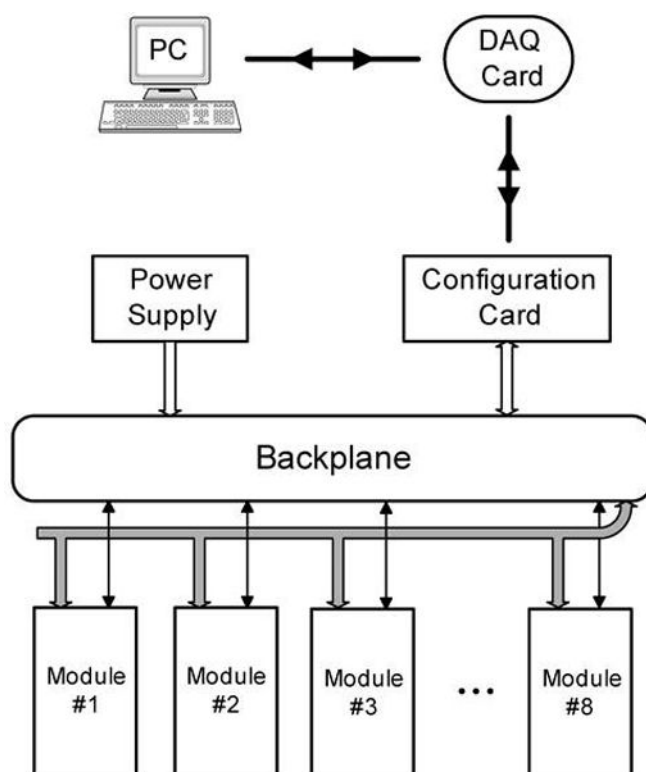 PC
DAQ
Card
Power
Supply
Configuration
Card
Backplane
Module
#1
Module
#2
Module
#3
...
Module
#8